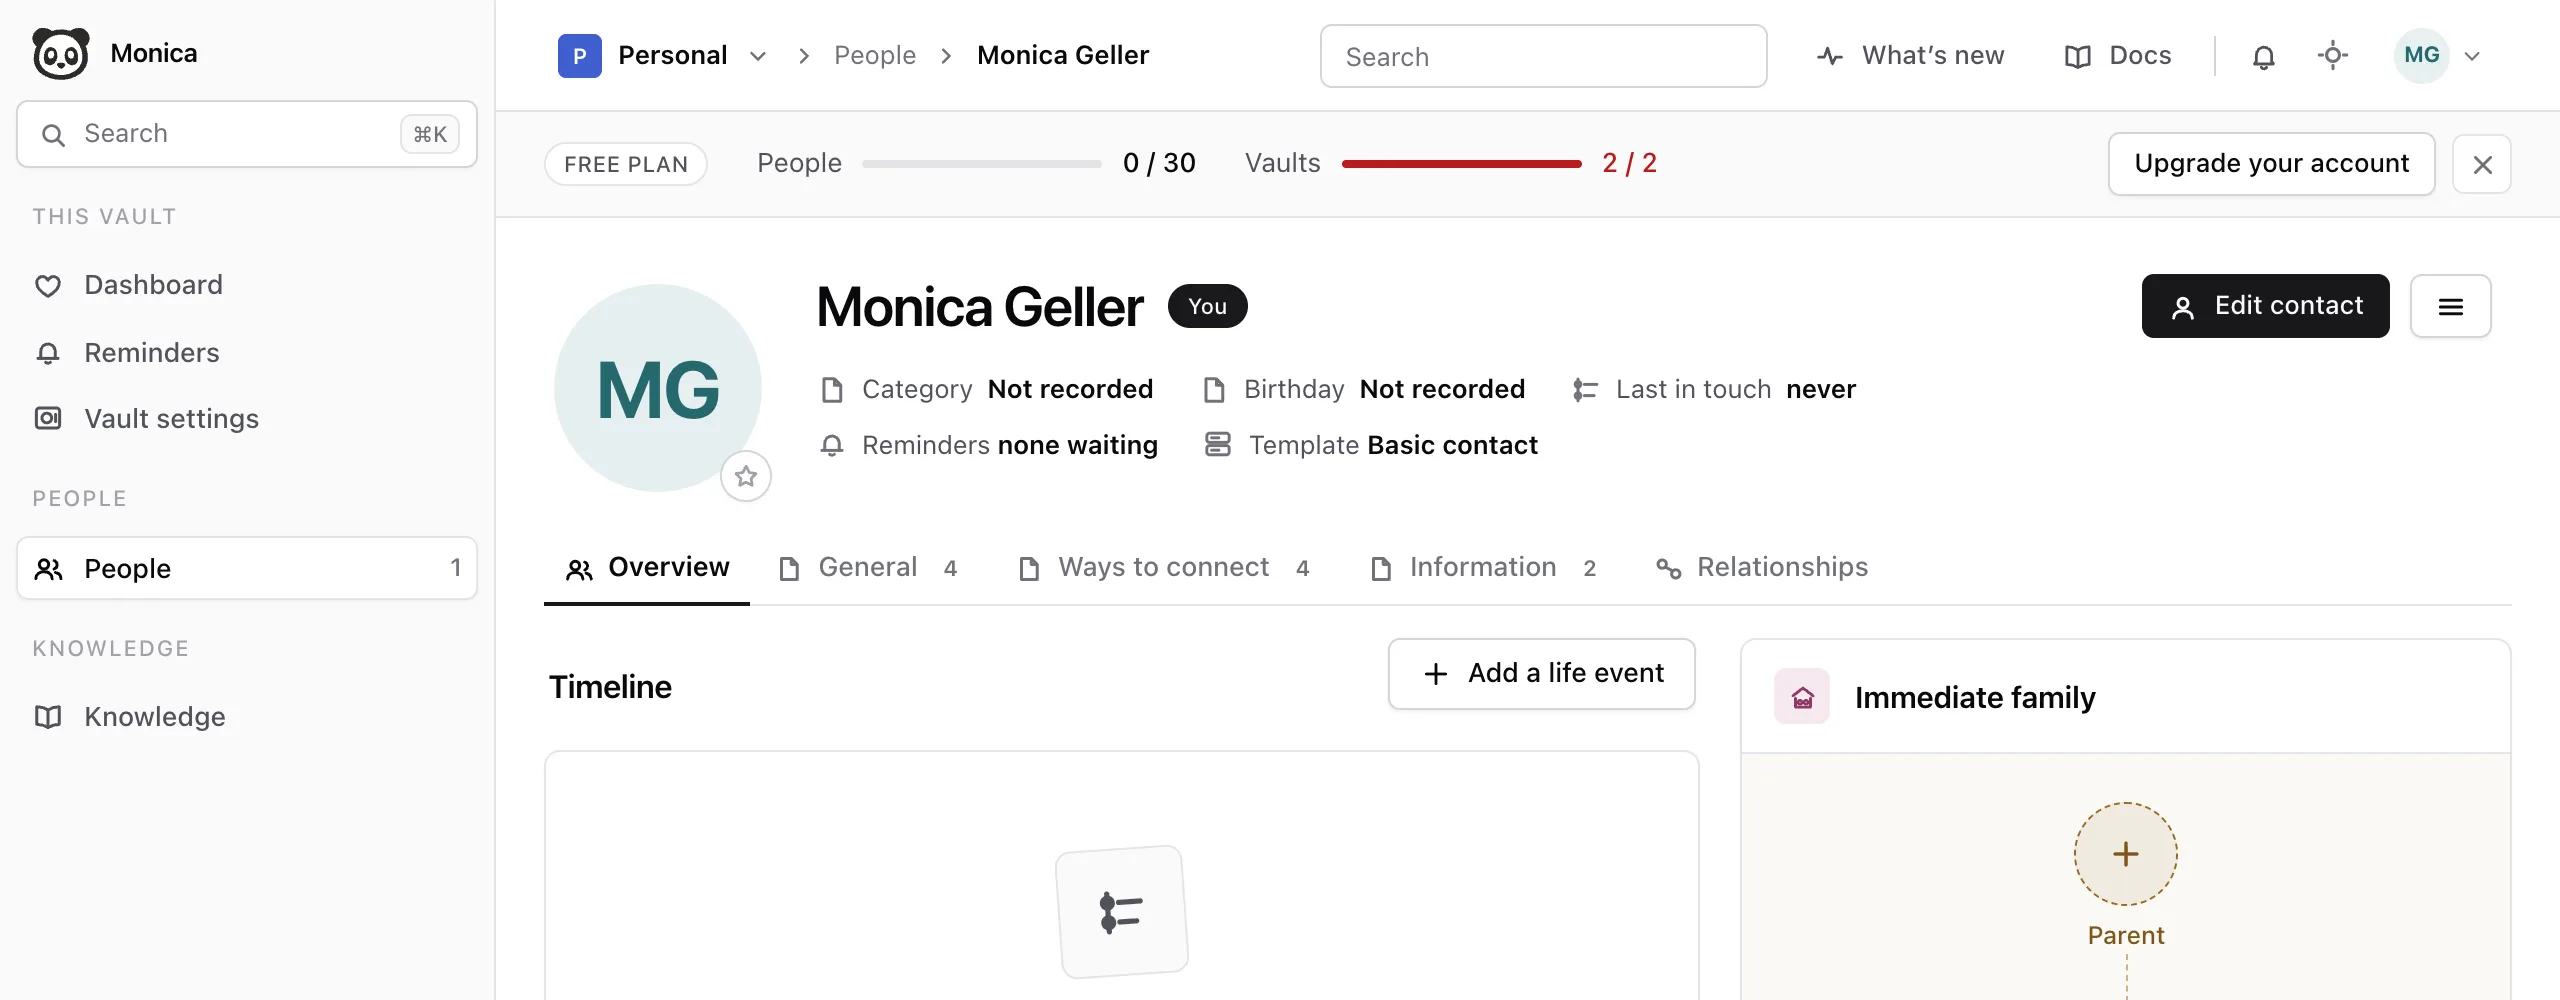 Monica
Search ⌘K
THIS VAULT
Dashboard
Reminders
Vault settings
PEOPLE
People 1
KNOWLEDGE
Knowledge
P Personal People Monica Geller
Search
What's new
Docs
MG
FREE PLAN People 0 / 30 Vaults 2 / 2
Upgrade your account
MG
Monica Geller You
Edit contact
Category Not recorded Birthday Not recorded Last in touch never
Reminders none waiting Template Basic contact
Overview General 4 Ways to connect 4 Information 2 Relationships
Timeline
Add a life event
Immediate family
Parent